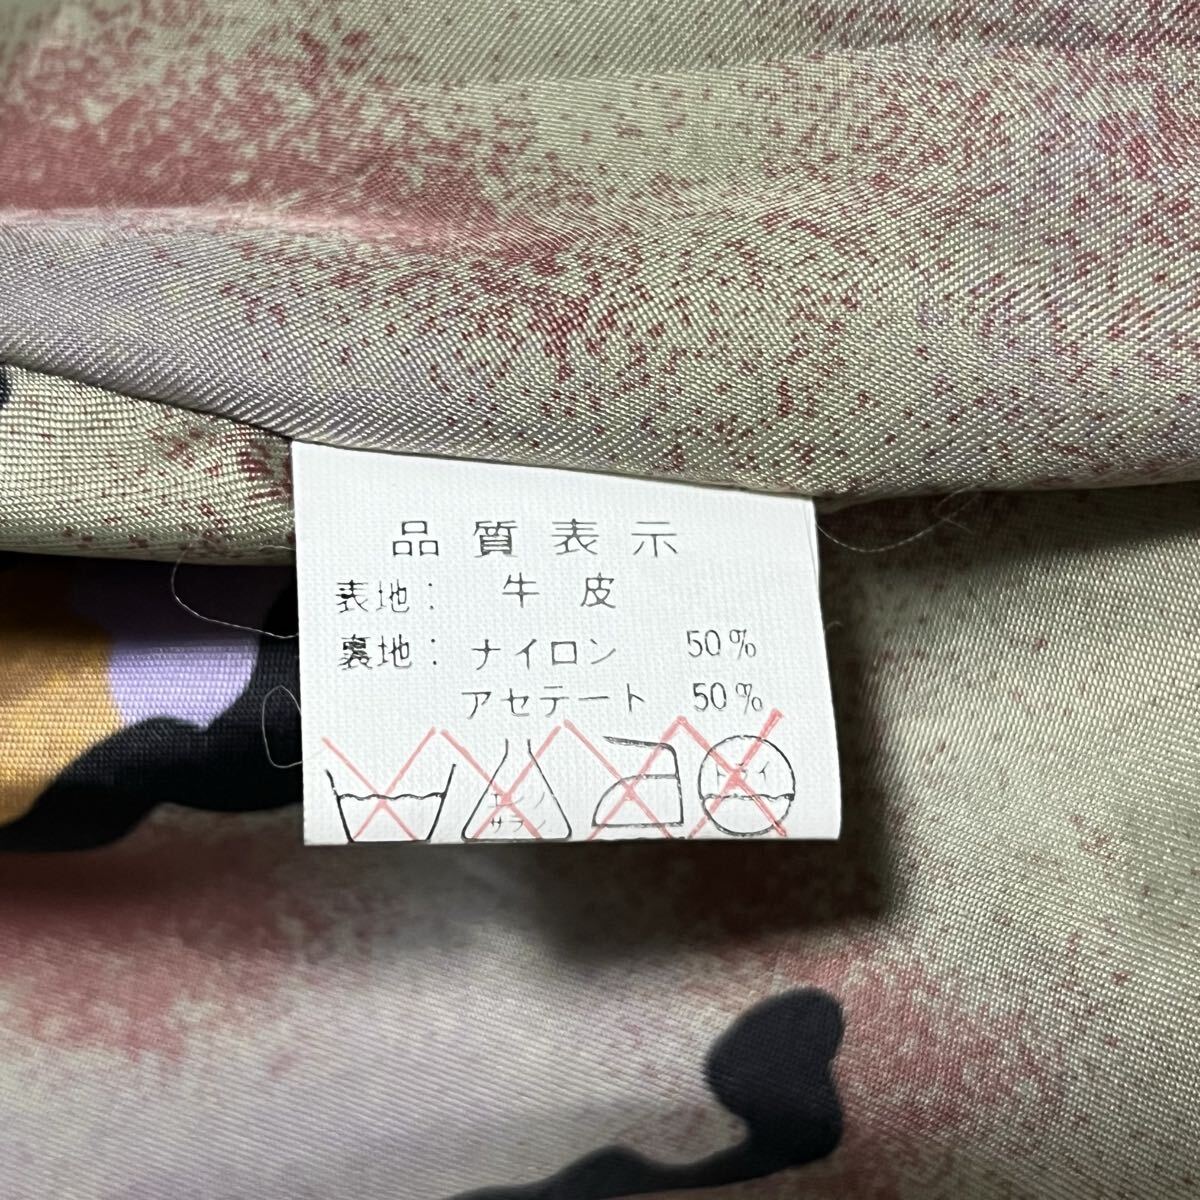 品質表示
表地： 牛皮
裏地： ナイロン 50%
アセテート 50%
エンソ
サラシ
ドライ